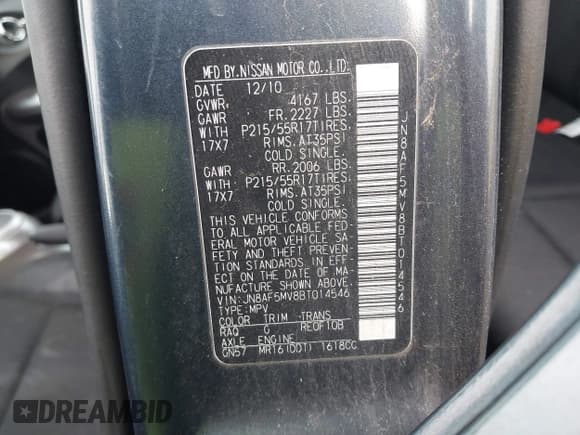 MFD BY.NISSAN MOTOR CO.,LTD.
DATE 12/10
GVWR 4167 LBS.
GAWR FR. 2227 LBS.
WITH P215/55R17TIRES.
17X7 RIMS. AT35PSI
COLD SINGLE.
GAWR RR. 2006 LBS.
WITH P215/55R17TIRES.
17X7 RIMS. AT35PSI
COLD SINGLE.
THIS VEHICLE CONFORMS
TO ALL APPLICABLE FED-
ERAL MOTOR VEHICLE SA-
FETY AND THEFT PREVEN-
TION STANDARDS IN EFF-
ECT ON THE DATE OF MA-
NUFACTURE SHOWN ABOVE.
VIN:JN8AF5MV8BT014546
TYPE:MPV
COLOR TRIM TRANS
RAQ G RE0F10B
AXLE ENGINE
GN57 MR16(DDT) 1618CC
JN8AF5MV8BT014546
DREAMBID